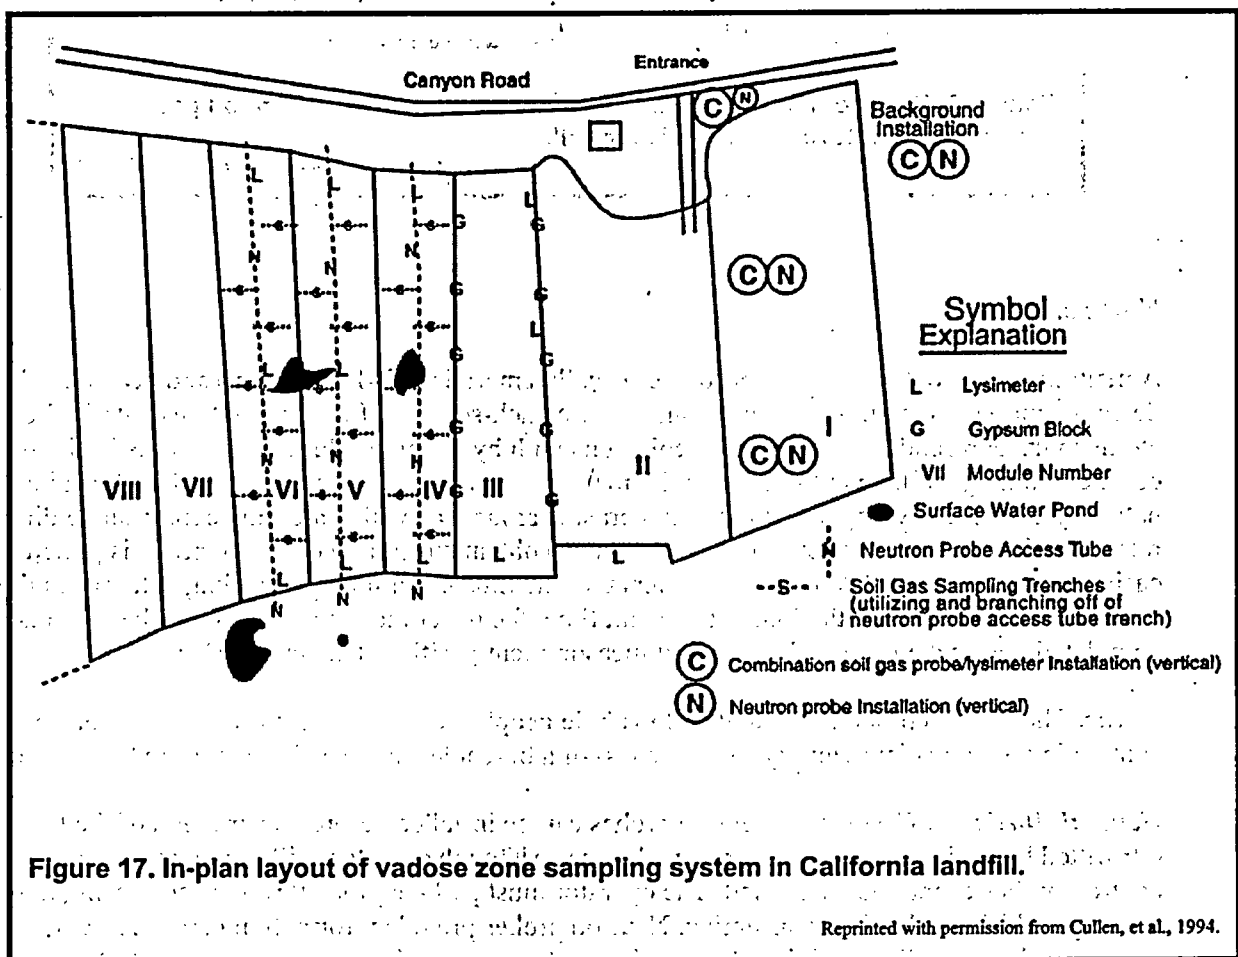 Entrance
Canyon Road
C N
Background
Installation
C N
L L L L
S S S G G
N N N
C N
S S S G G
S S S L
G G
L L
S S S
S S S G G
N N H
C N
I
II
VIII VII VI V IV III
S S S G G
S S S
L L L L L
N N N
Symbol
Explanation
L Lysimeter
G Gypsum Block
VII Module Number
Surface Water Pond
N Neutron Probe Access Tube
--S-- Soil Gas Sampling Trenches
(utilizing and branching off of
neutron probe access tube trench)
C Combination soil gas probe/lysimeter Installation (vertical)
N Neutron probe Installation (vertical)
Figure 17. In-plan layout of vadose zone sampling system in California landfill.
Reprinted with permission from Cullen, et al., 1994.